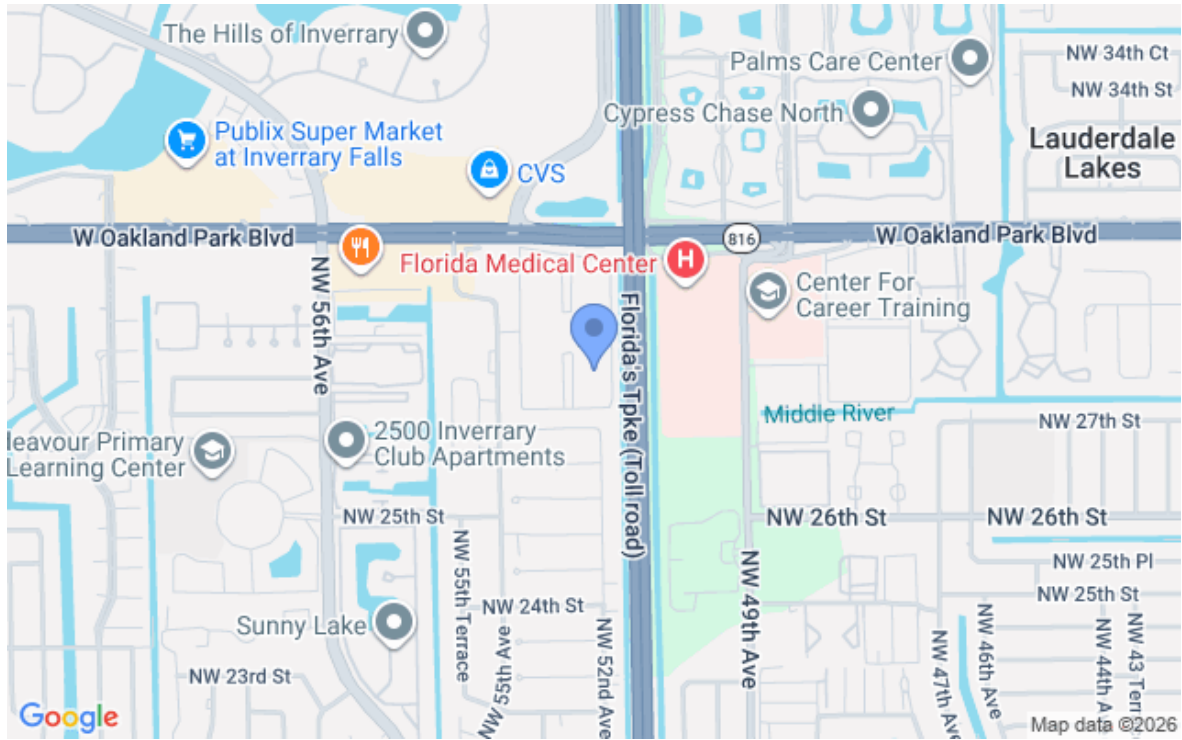 The Hills of Inverrary
Palms Care Center
NW 34th Ct
NW 34th St
Cypress Chase North
Publix Super Market
at Inverrary Falls
CVS
Lauderdale
Lakes
W Oakland Park Blvd
816
W Oakland Park Blvd
Florida Medical Center
H
Center For
Career Training
NW 56th Ave
Florida's Tpke (Toll road)
Middle River
NW 27th St
2500 Inverrary
Club Apartments
deavour Primary
Learning Center
NW 25th St
NW 26th St
NW 26th St
NW 25th Pl
NW 25th St
NW 55th Terrace
NW 24th St
NW 55th Ave
NW 52nd Ave
NW 49th Ave
Sunny Lake
NW 23rd St
NW 47th Ave
NW 46th Ave
NW 44th A
NW 43 Terr
Google
Map data ©2026